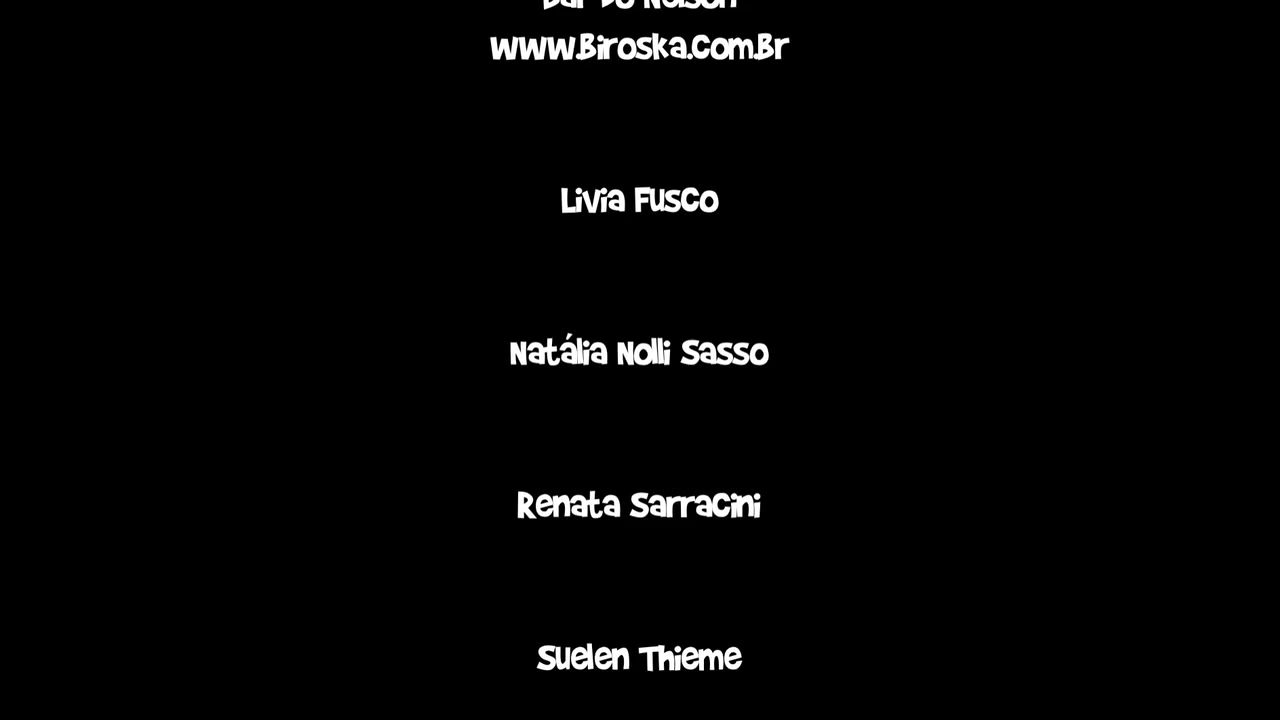 www.Biroska.com.Br
Livia Fusco
Natália Nolli Sasso
Renata Sarracini
Suelen Thieme